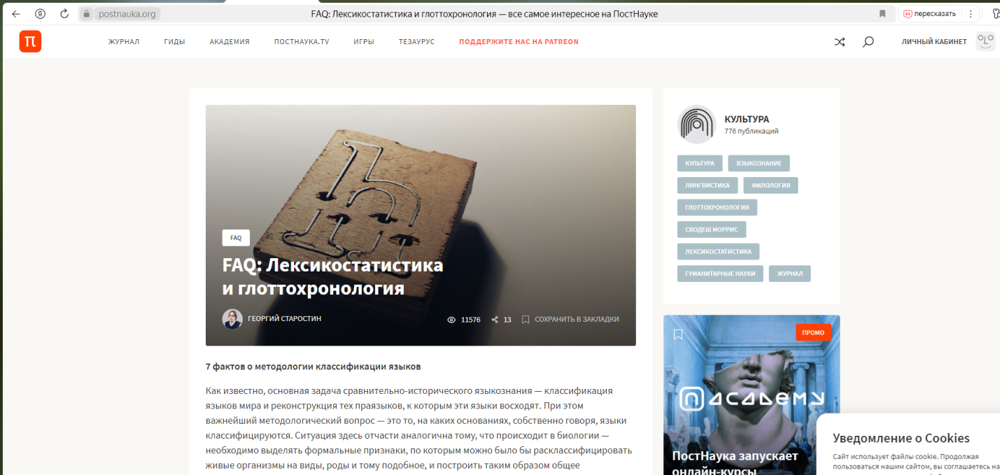 postnauka.org
FAQ: Лексикостатистика и глоттохронология — все самое интересное на ПостНауке
пересказать
π
ЖУРНАЛ
ГИДЫ
АКАДЕМИЯ
ПОСТНАУКА.TV
ИГРЫ
ТЕЗАУРУС
ПОДДЕРЖИТЕ НАС НА PATREON
ЛИЧНЫЙ КАБИНЕТ
FAQ
FAQ: Лексикостатистика
и глоттохронология
ГЕОРГИЙ СТАРОСТИН
11576
13
СОХРАНИТЬ В ЗАКЛАДКИ
7 фактов о методологии классификации языков
Как известно, основная задача сравнительно-исторического языкознания — классификация
языков мира и реконструкция тех праязыков, к которым эти языки восходят. При этом
важнейший методологический вопрос — это то, на каких основаниях, собственно говоря, языки
классифицируются. Ситуация здесь отчасти аналогична тому, что происходит в биологии —
необходимо выделять формальные признаки, по которым можно было бы расклассифицировать
живые организмы на виды, роды и тому подобное, и построить таким образом общее
КУЛЬТУРА
776 публикаций
КУЛЬТУРА ЯЗЫКОЗНАНИЕ
ЛИНГВИСТИКА ФИЛОЛОГИЯ
ГЛОТТОХРОНОЛОГИЯ
СВОДЕШ МОРРИС
ЛЕКСИКОСТАТИСТИКА
ГУМАНИТАРНЫЕ НАУКИ ЖУРНАЛ
ПРОМО
ACADEMY
ПостНаука запускает
онлайн-курсы
Уведомление о Cookies
Сайт использует файлы cookie. Продолжая
пользоваться нашим сайтом, вы соглашаетесь на